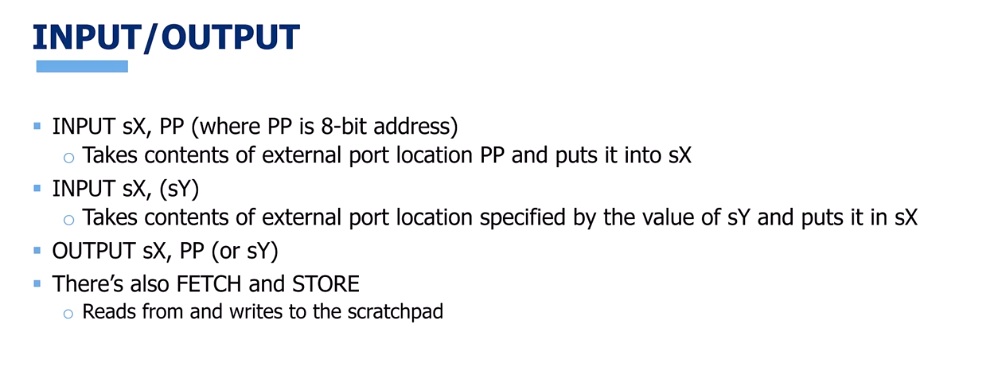 INPUT/OUTPUT
INPUT sX, PP (where PP is 8-bit address)
Takes contents of external port location PP and puts it into sX
INPUT sX, (sY)
Takes contents of external port location specified by the value of sY and puts it in sX
OUTPUT sX, PP (or sY)
There's also FETCH and STORE
Reads from and writes to the scratchpad